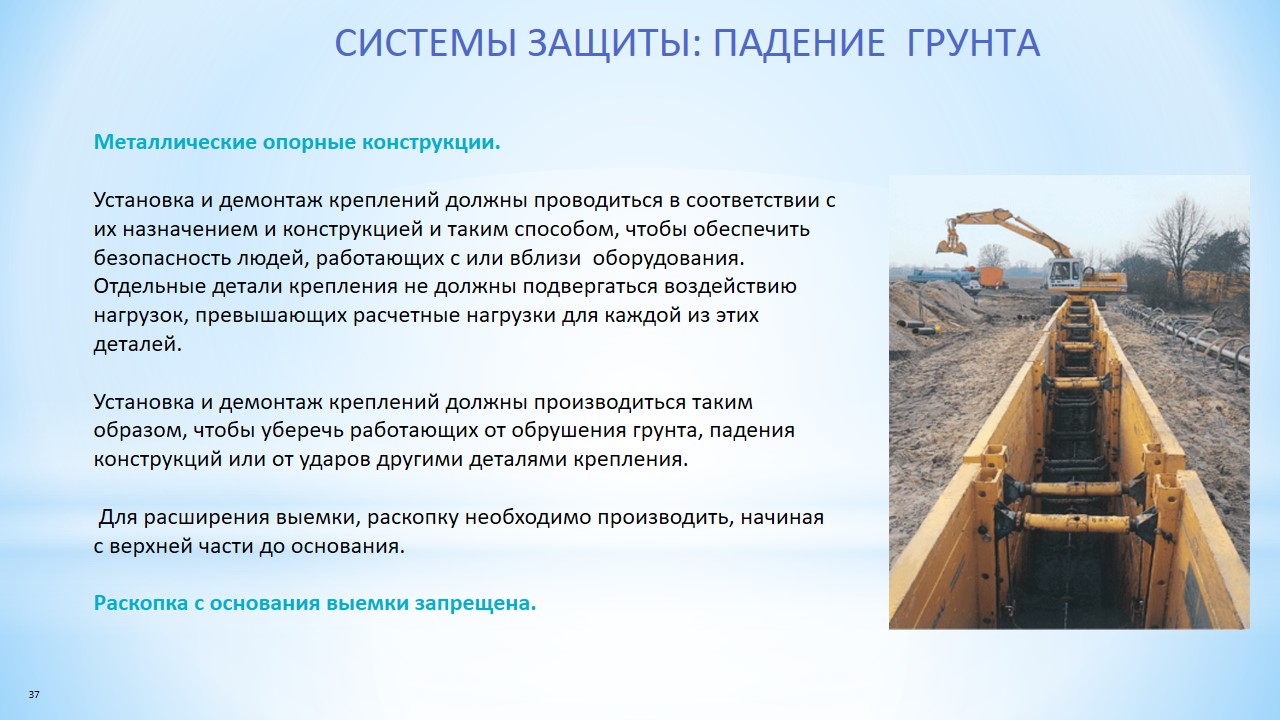 СИСТЕМЫ ЗАЩИТЫ: ПАДЕНИЕ  ГРУНТА
Металлические опорные конструкции.
Установка и демонтаж креплений должны проводиться в соответствии с
их назначением и конструкцией и таким способом, чтобы обеспечить
безопасность людей, работающих с или вблизи  оборудования.
Отдельные детали крепления не должны подвергаться воздействию
нагрузок, превышающих расчетные нагрузки для каждой из этих
деталей.
Установка и демонтаж креплений должны производиться таким
образом, чтобы уберечь работающих от обрушения грунта, падения
конструкций или от ударов другими деталями крепления.
Для расширения выемки, раскопку необходимо производить, начиная
с верхней части до основания.
Раскопка с основания выемки запрещена.
37